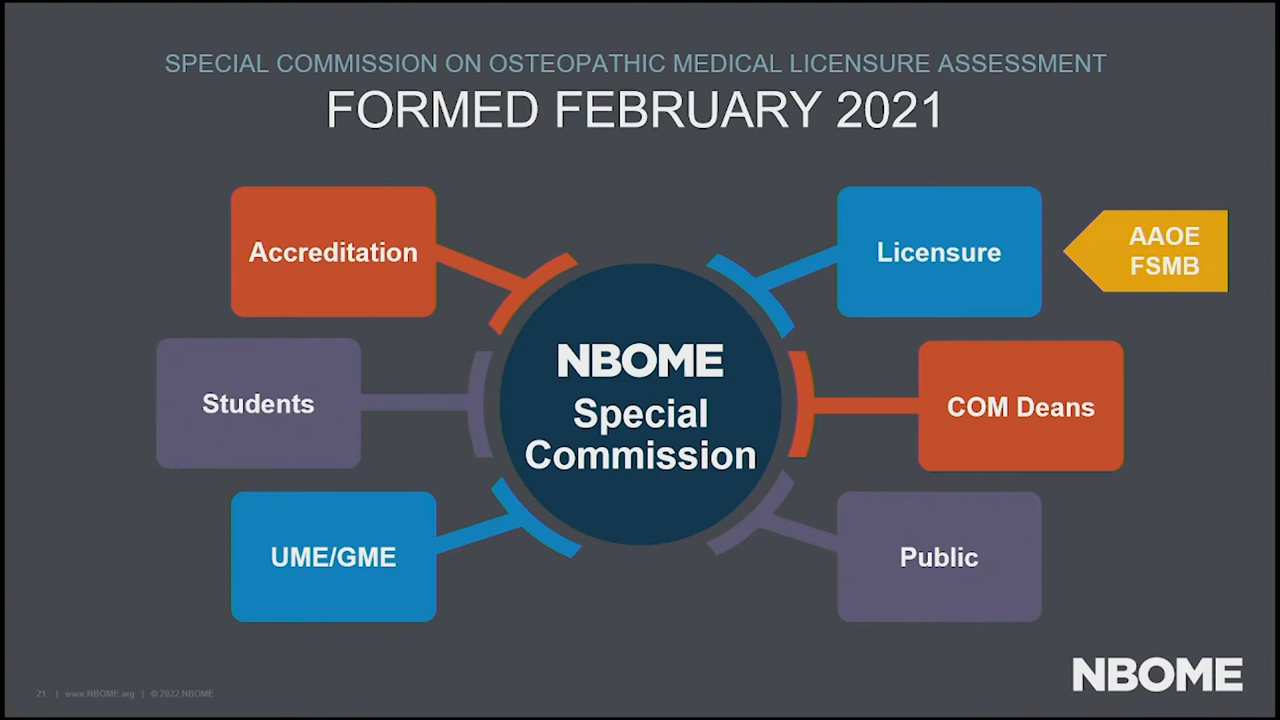 SPECIAL COMMISSION ON OSTEOPATHIC MEDICAL LICENSURE ASSESSMENT
FORMED FEBRUARY 2021
Accreditation
Licensure
AAOE
FSMB
Students
NBOME
Special
Commission
COM Deans
UME/GME
Public
21 | www.NBOME.org | © 2022 NBOME
NBOME